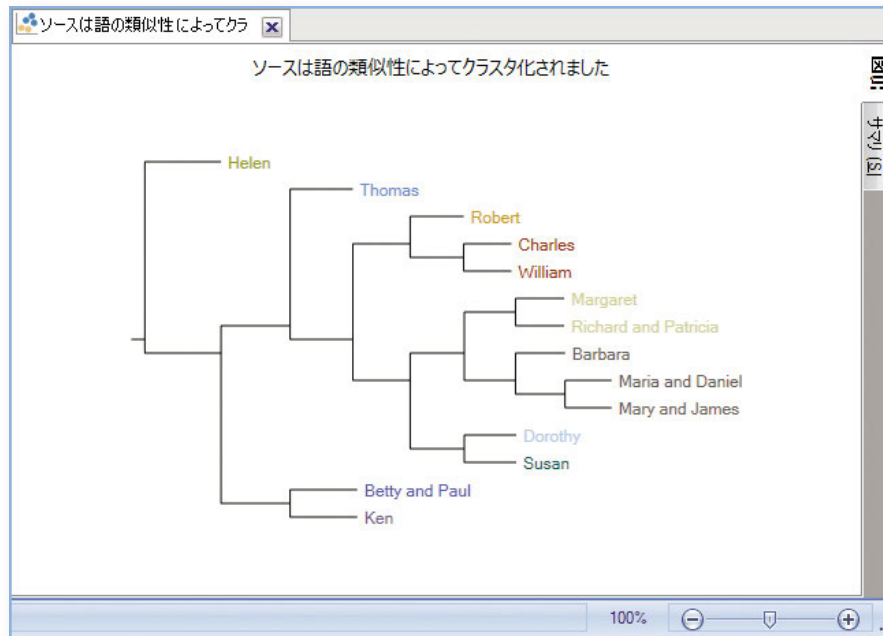 ソースは語の類似性によってクラ
ソースは語の類似性によってクラスタ化されました
サマリ (S)
Helen
Thomas
Robert
Charles
William
Margaret
Richard and Patricia
Barbara
Maria and Daniel
Mary and James
Dorothy
Susan
Betty and Paul
Ken
100%